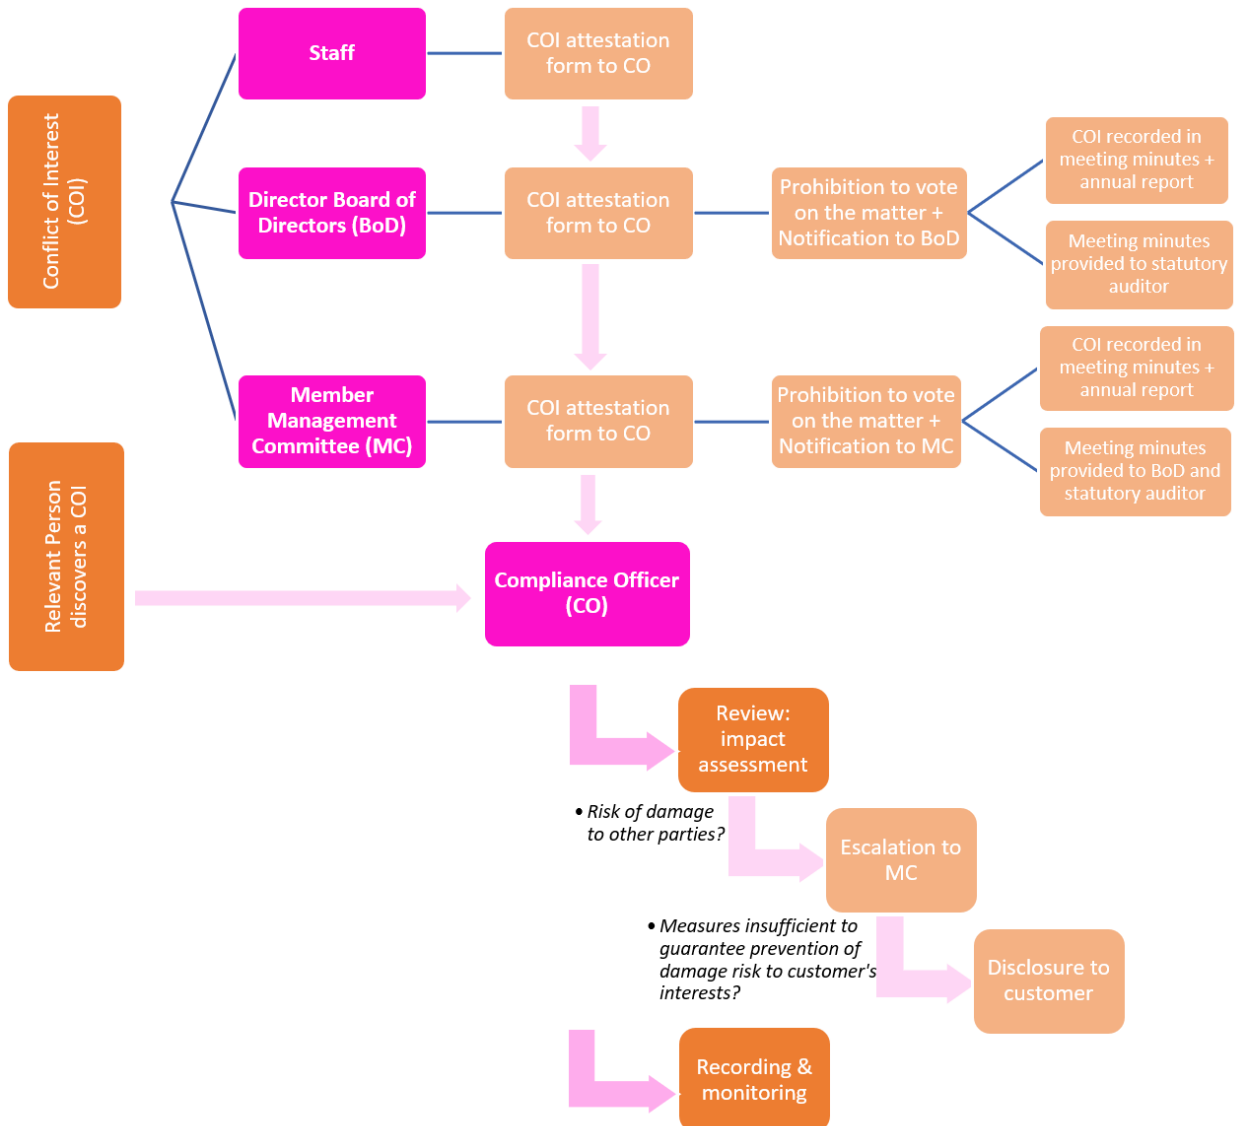 Conflict of Interest
(COI)
Staff
COI attestation
form to CO
Director Board of
Directors (BoD)
COI attestation
form to CO
Prohibition to vote
on the matter +
Notification to BoD
COI recorded in
meeting minutes +
annual report
Meeting minutes
provided to statutory
auditor
Member
Management
Committee (MC)
COI attestation
form to CO
Prohibition to vote
on the matter +
Notification to MC
COI recorded in
meeting minutes +
annual report
Meeting minutes
provided to BoD and
statutory auditor
Relevant Person
discovers a COI
Compliance Officer
(CO)
Review:
impact
assessment
• Risk of damage
to other parties?
Escalation to
MC
• Measures insufficient to
guarantee prevention of
damage risk to customer's
interests?
Disclosure to
customer
Recording &
monitoring